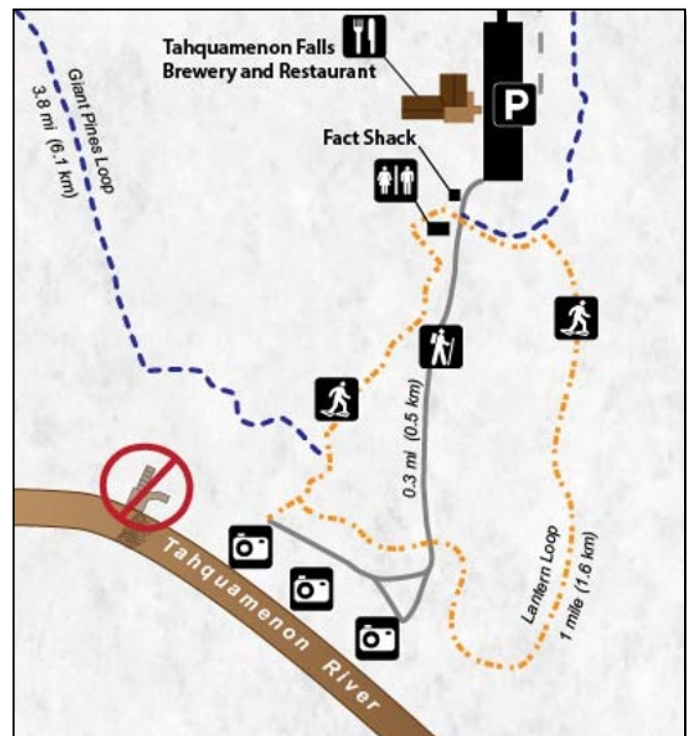 Tahquamenon Falls
Brewery and Restaurant
P
Fact Shack
Giant Pines Loop
3.8 mi (6.1 km)
0.3 mi (0.5 km)
Lantern Loop
1 mile (1.6 km)
Tahquamenon River